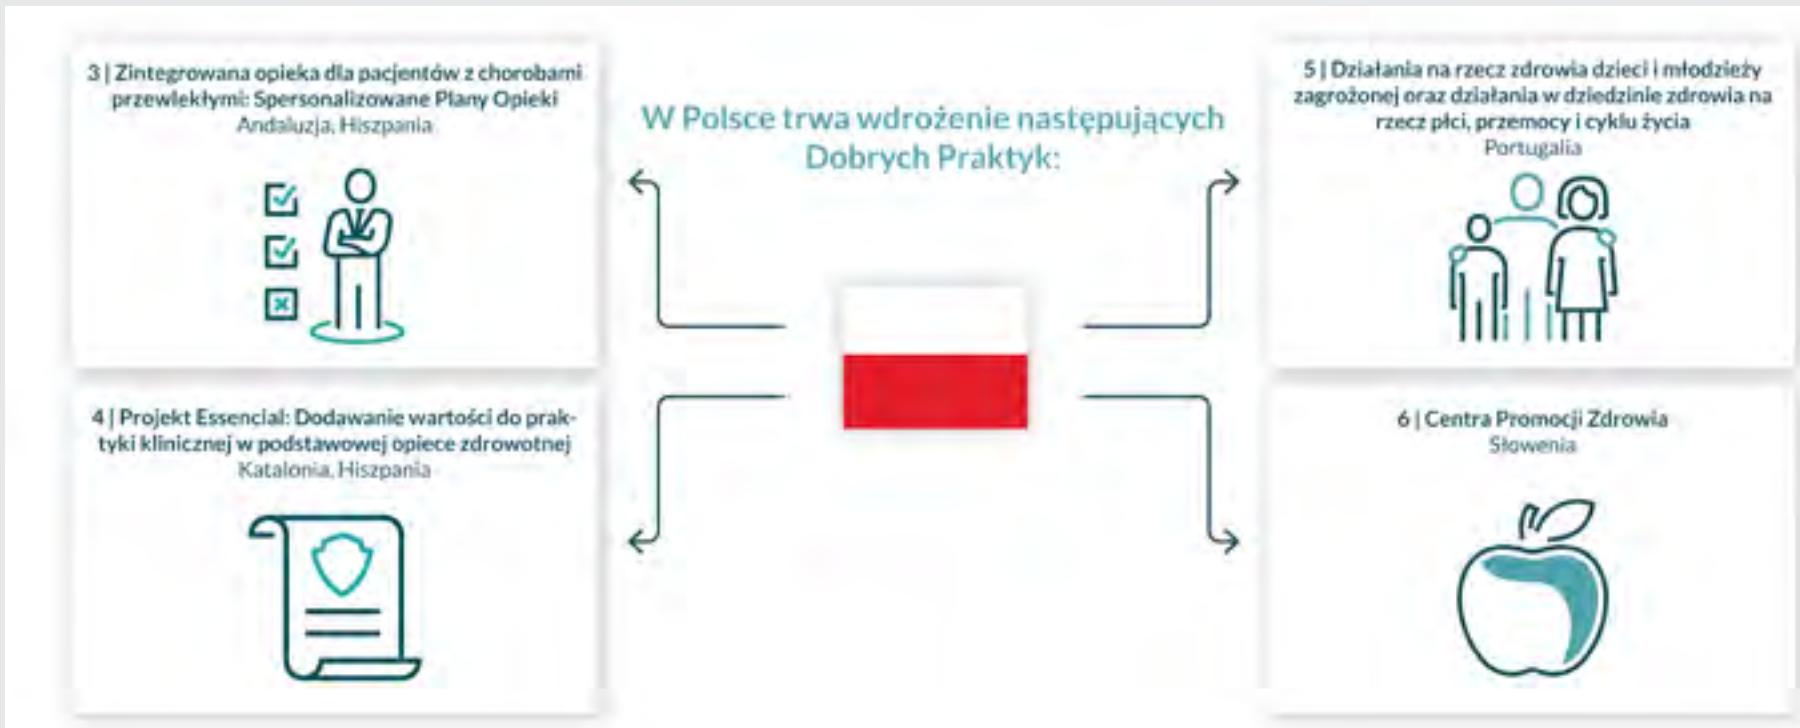 3 | Zintegrowana opieka dla pacjentów z chorobami
przewlekłymi: Spersonalizowane Plany Opieki
Andaluzja, Hiszpania
W Polsce trwa wdrożenie następujących
Dobrych Praktyk:
5 | Działania na rzecz zdrowia dzieci i młodzieży
zagrożonej oraz działania w dziedzinie zdrowia na
rzecz płci, przemocy i cyklu życia
Portugalia
4 | Projekt Essencial: Dodawanie wartości do prak-
tyki klinicznej w podstawowej opiece zdrowotnej
Katalonia, Hiszpania
6 | Centra Promocji Zdrowia
Słowenia